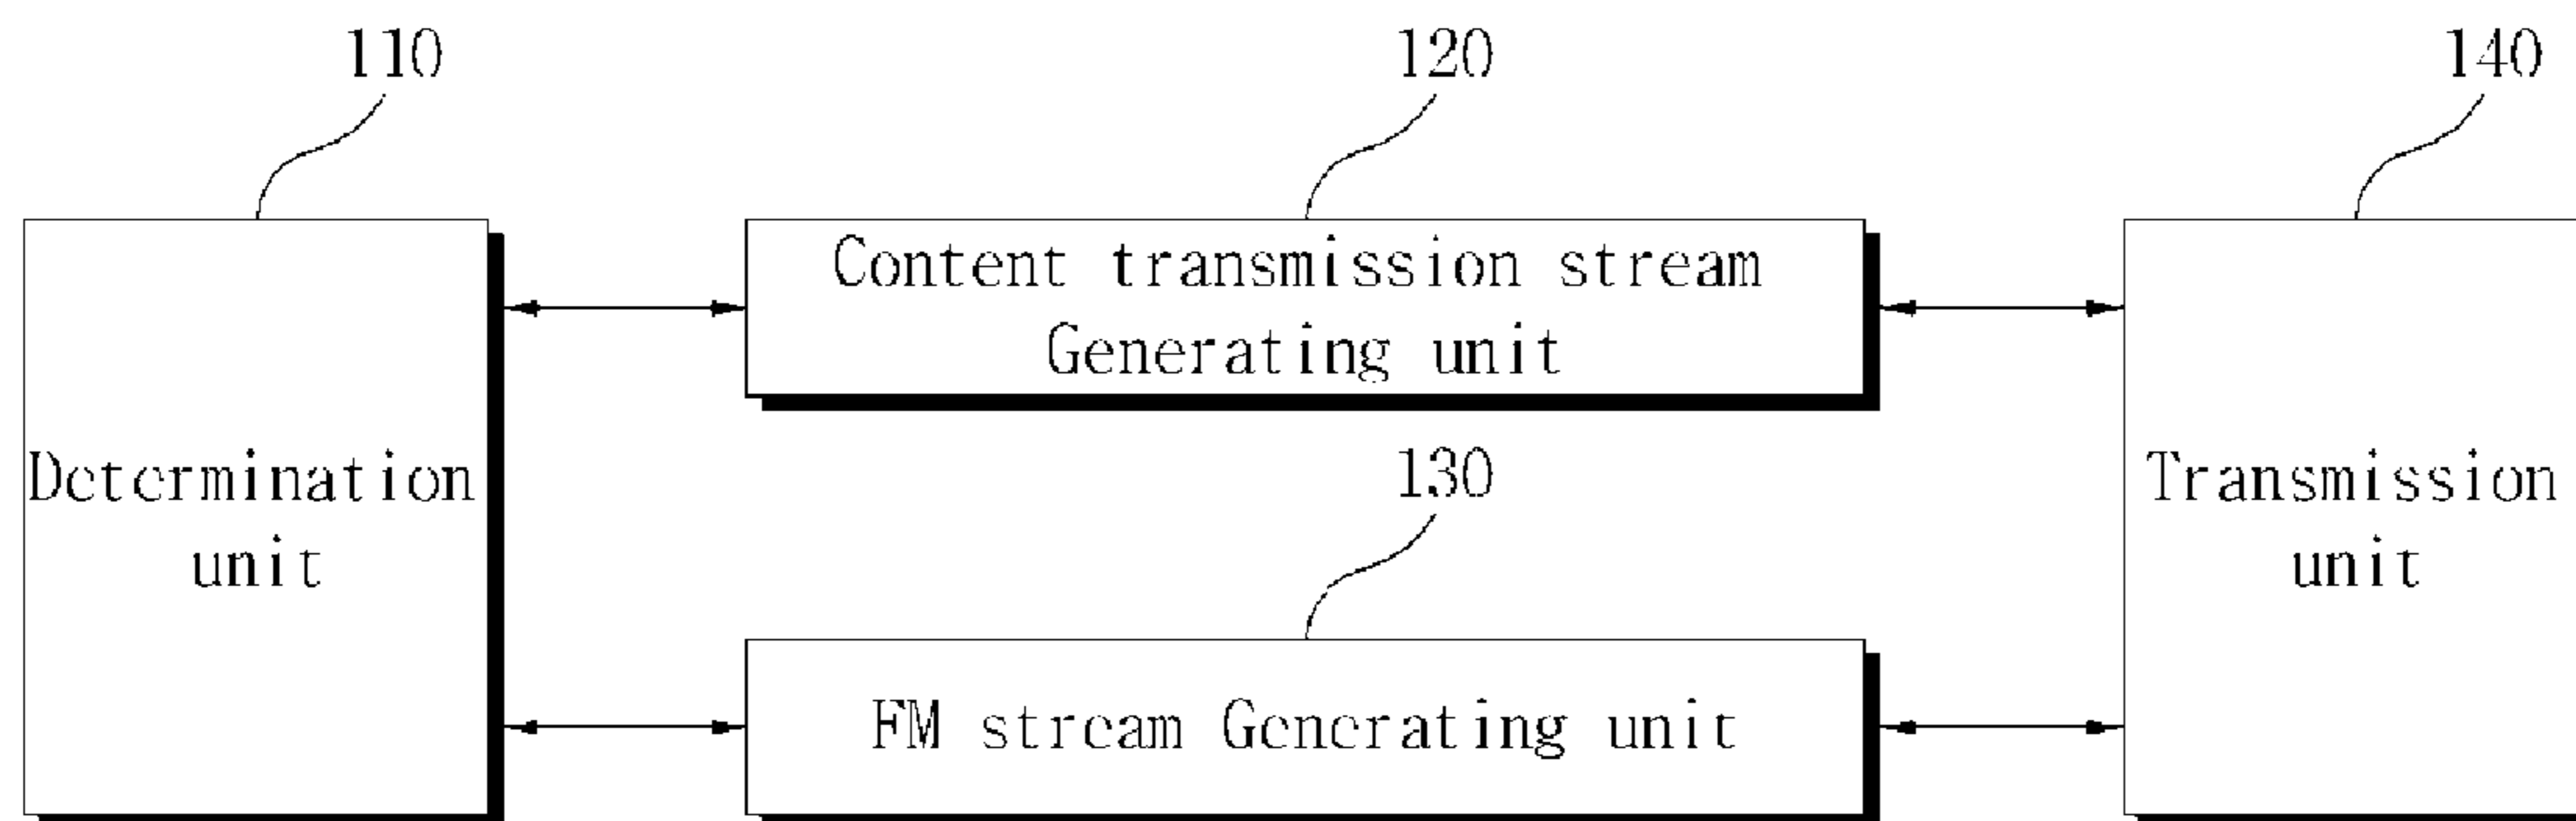 110
120
140
Content transmission stream
Generating unit
Determination
unit
130
Transmission
unit
FM stream Generating unit